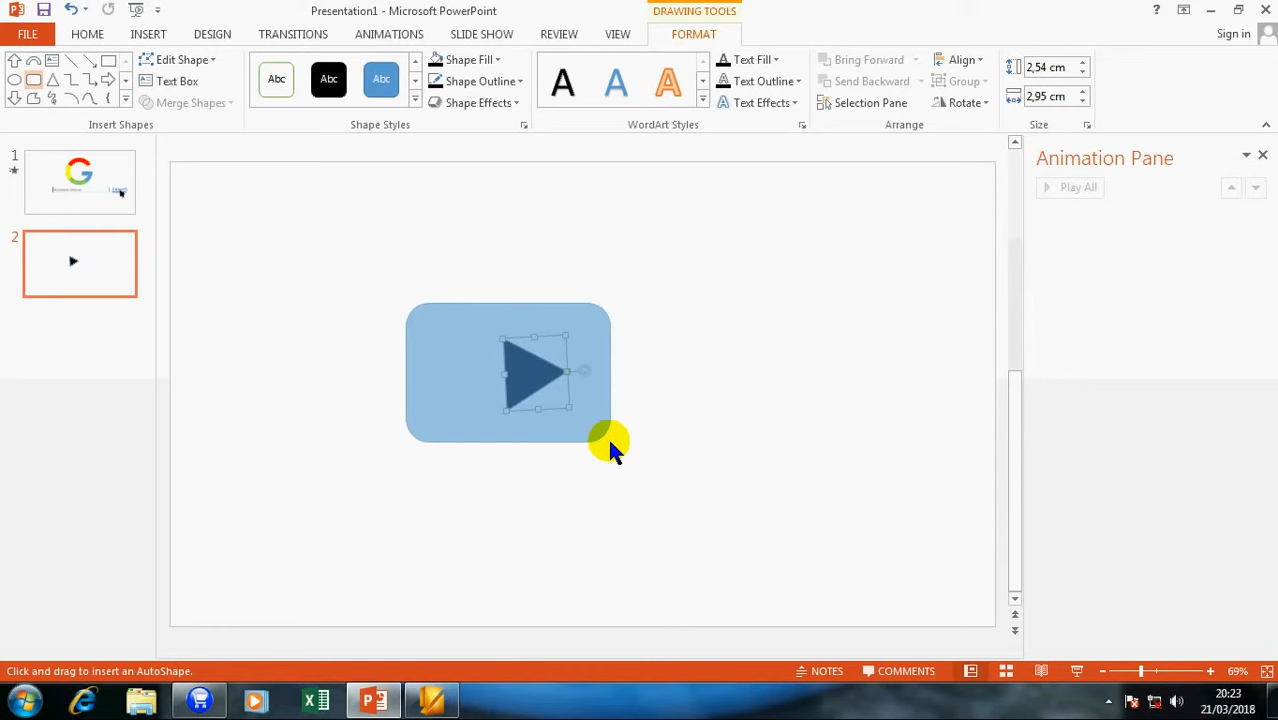 Presentation1 - Microsoft PowerPoint
DRAWING TOOLS
?
FILE HOME INSERT DESIGN TRANSITIONS ANIMATIONS SLIDE SHOW REVIEW VIEW FORMAT Sign in
Edit Shape
Text Box
Merge Shapes
Insert Shapes
Abc Abc Abc
Shape Fill
Shape Outline
Shape Effects
Shape Styles
A A A
Text Fill
Text Outline
Text Effects
WordArt Styles
Bring Forward
Send Backward
Selection Pane
Align
Group
Rotate
Arrange
2,54 cm
2,95 cm
Size
1
2
Animation Pane
Play All
Click and drag to insert an AutoShape.
NOTES COMMENTS 69%
20:23
21/03/2018